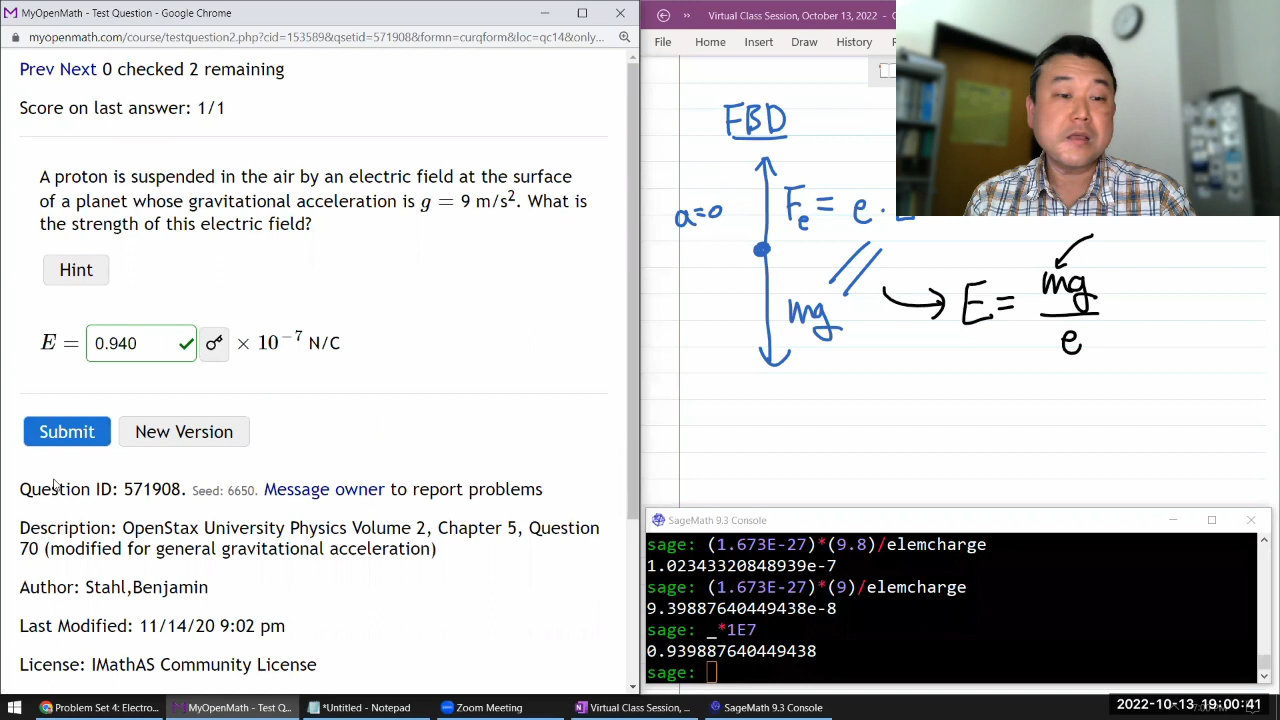 MyOpenMath - Test Question - Google Chrome
myopenmath.com/course/testquestion2.php?cid=153589&qsetid=571908&formn=curqform&loc=qc14&only...
Prev Next 0 checked 2 remaining
Score on last answer: 1/1
A proton is suspended in the air by an electric field at the surface
of a planet whose gravitational acceleration is g = 9 m/s². What is
the strength of this electric field?
Hint
E = 0.940 × 10⁻⁷ N/C
Submit
New Version
Question ID: 571908. Seed: 6650. Message owner to report problems
Description: OpenStax University Physics Volume 2, Chapter 5, Question
70 (modified for general gravitational acceleration)
Author: Stahl,Benjamin
Last Modified: 11/14/20 9:02 pm
License: IMathAS Community License
Virtual Class Session, October 13, 2022 -
File Home Insert Draw History
FBD
a=0
Fe = e ·
mg
E = mg
e
SageMath 9.3 Console
sage: (1.673E-27)*(9.8)/elemcharge
1.02343320848939e-7
sage: (1.673E-27)*(9)/elemcharge
9.39887640449438e-8
sage: _*1E7
0.939887640449438
sage:
Problem Set 4: Electro...
MyOpenMath - Test Q...
*Untitled - Notepad
Zoom Meeting
Virtual Class Session, ...
SageMath 9.3 Console
2022-10-13 19:00:41